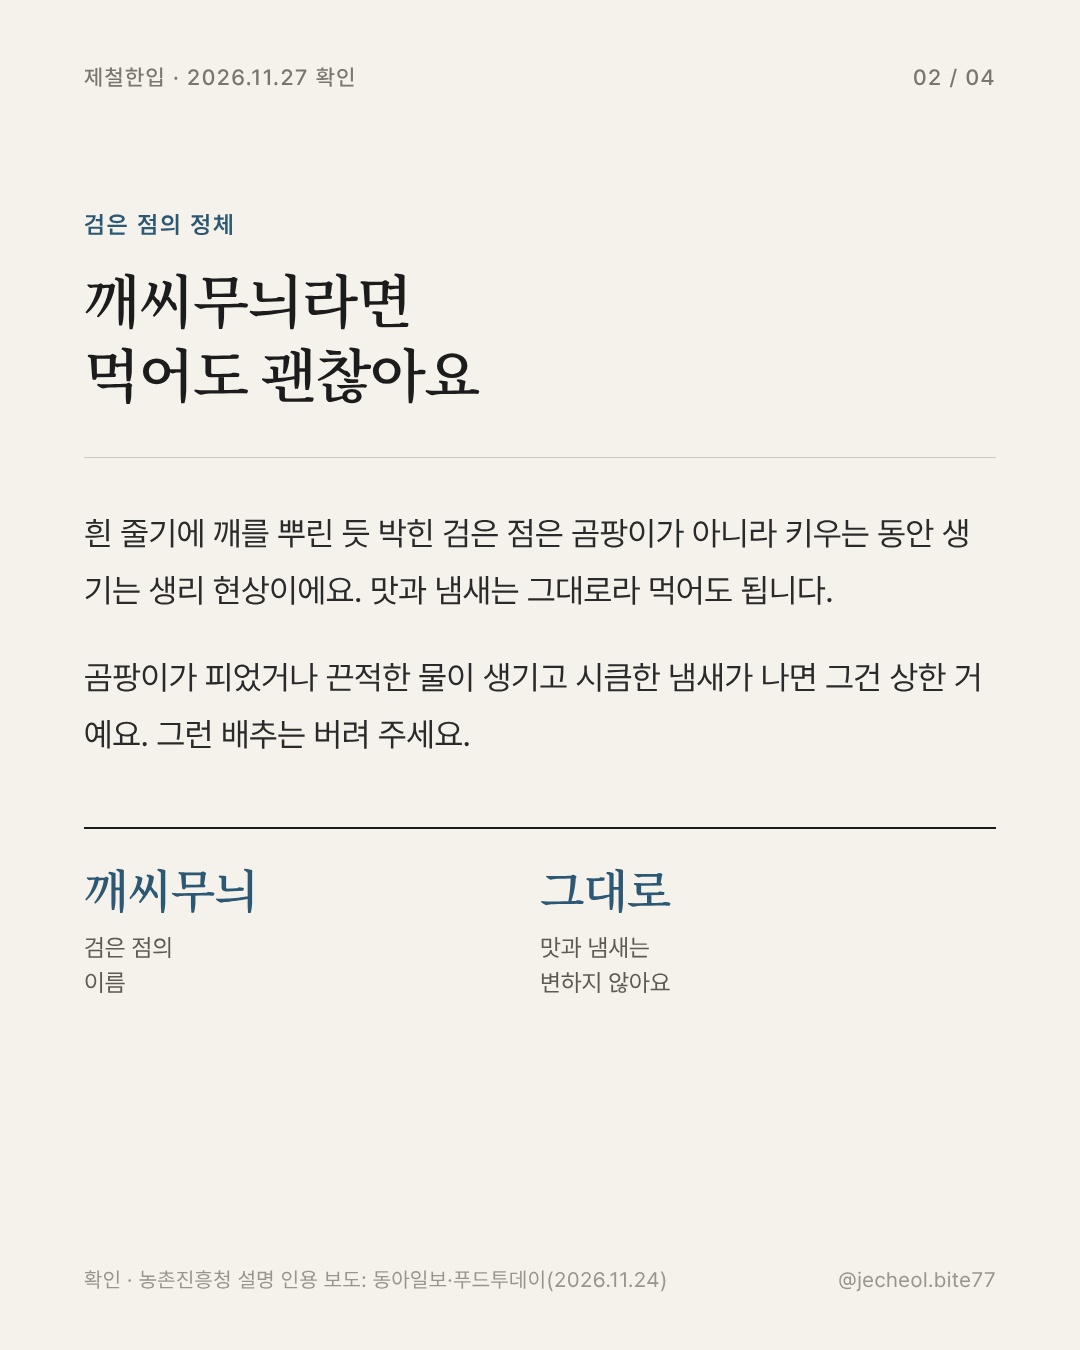 제철한입 · 2026.11.27 확인
02 / 04
검은 점의 정체
깨씨무늬라면
먹어도 괜찮아요
흰 줄기에 깨를 뿌린 듯 박힌 검은 점은 곰팡이가 아니라 키우는 동안 생
기는 생리 현상이에요. 맛과 냄새는 그대로라 먹어도 됩니다.
곰팡이가 피었거나 끈적한 물이 생기고 시큼한 냄새가 나면 그건 상한 거
예요. 그런 배추는 버려 주세요.
깨씨무늬
검은 점의
이름
그대로
맛과 냄새는
변하지 않아요
확인 · 농촌진흥청 설명 인용 보도: 동아일보·푸드투데이(2026.11.24)
@jecheol.bite77